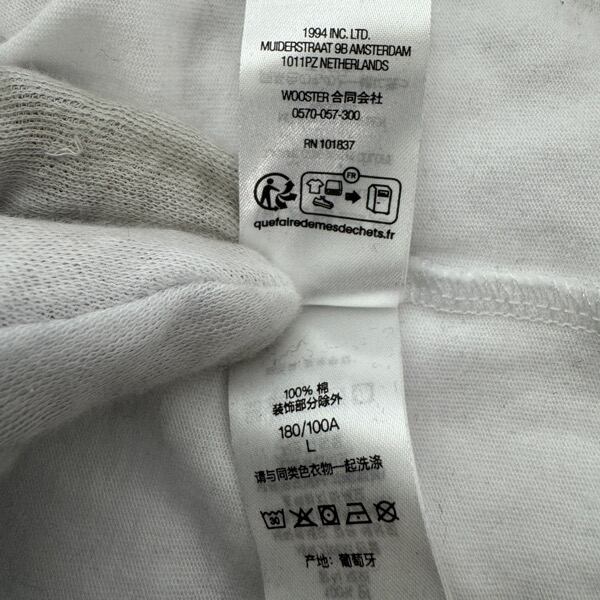 1994 INC. LTD.
MUIDERSTRAAT 9B AMSTERDAM
1011PZ NETHERLANDS
WOOSTER 合同会社
0570-057-300
RN 101837
FR
quefairedemesdechets.fr
100% 棉
装饰部分除外
180/100A
L
请与同类色衣物一起洗涤
30
产地: 葡萄牙